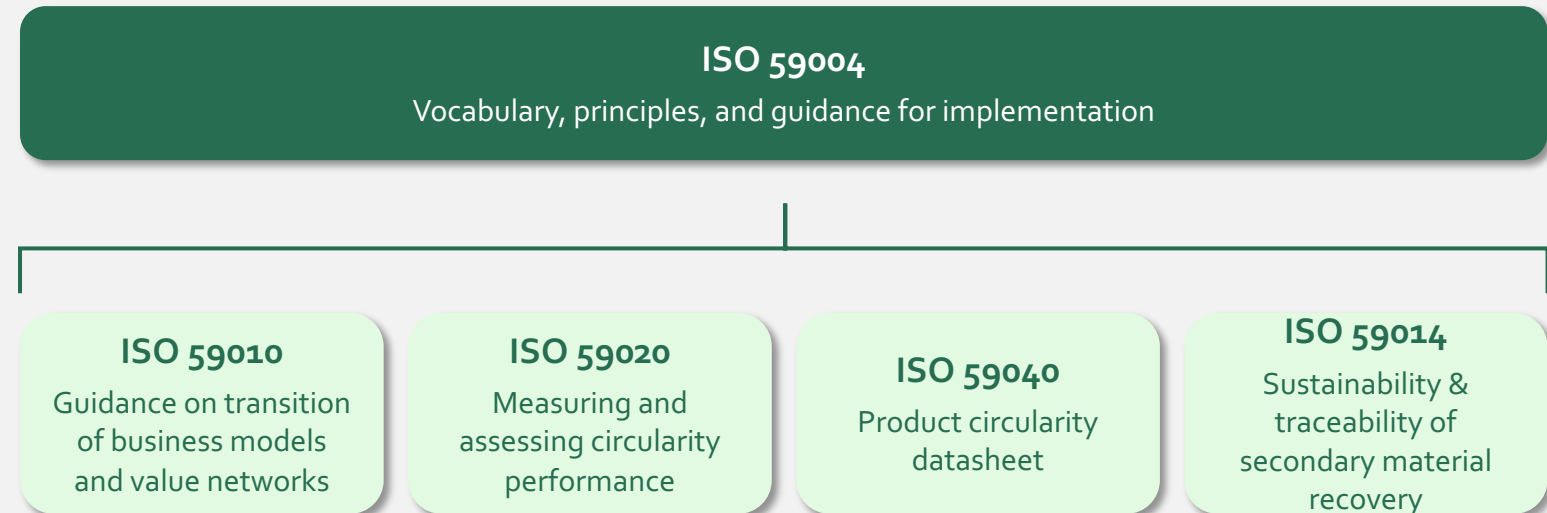 ISO 59004
Vocabulary, principles, and guidance for implementation
ISO 59010
Guidance on transition
of business models
and value networks
ISO 59020
Measuring and
assessing circularity
performance
ISO 59040
Product circularity
datasheet
ISO 59014
Sustainability &
traceability of
secondary material
recovery